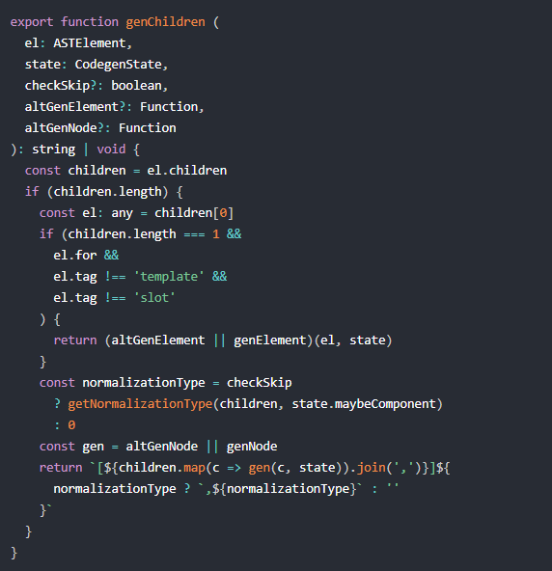 export function genChildren (
  el: ASTElement,
  state: CodegenState,
  checkSkip?: boolean,
  altGenElement?: Function,
  altGenNode?: Function
): string | void {
  const children = el.children
  if (children.length) {
    const el: any = children[0]
    if (children.length === 1 &&
      el.for &&
      el.tag !== 'template' &&
      el.tag !== 'slot'
    ) {
      return (altGenElement || genElement)(el, state)
    }
    const normalizationType = checkSkip
      ? getNormalizationType(children, state.maybeComponent)
      : 0
    const gen = altGenNode || genNode
    return `[${children.map(c => gen(c, state)).join(',')}]${
      normalizationType ? `,${normalizationType}` : ''
    }`
  }
}